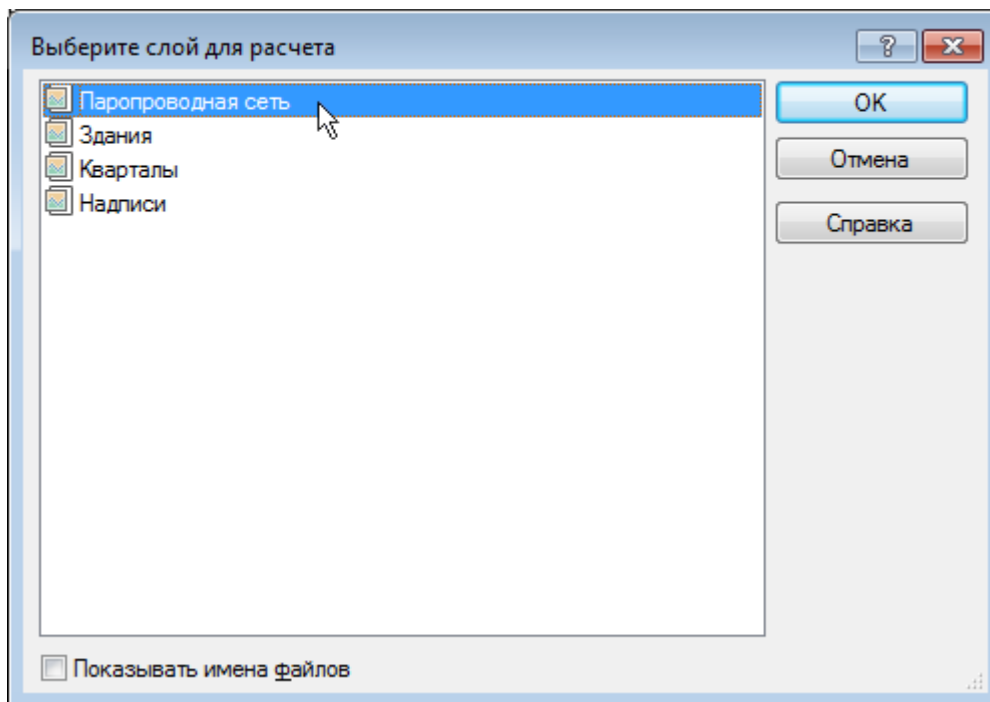 Выберите слой для расчета
Паропроводная сеть
Здания
Кварталы
Надписи
OK
Отмена
Справка
Показывать имена файлов